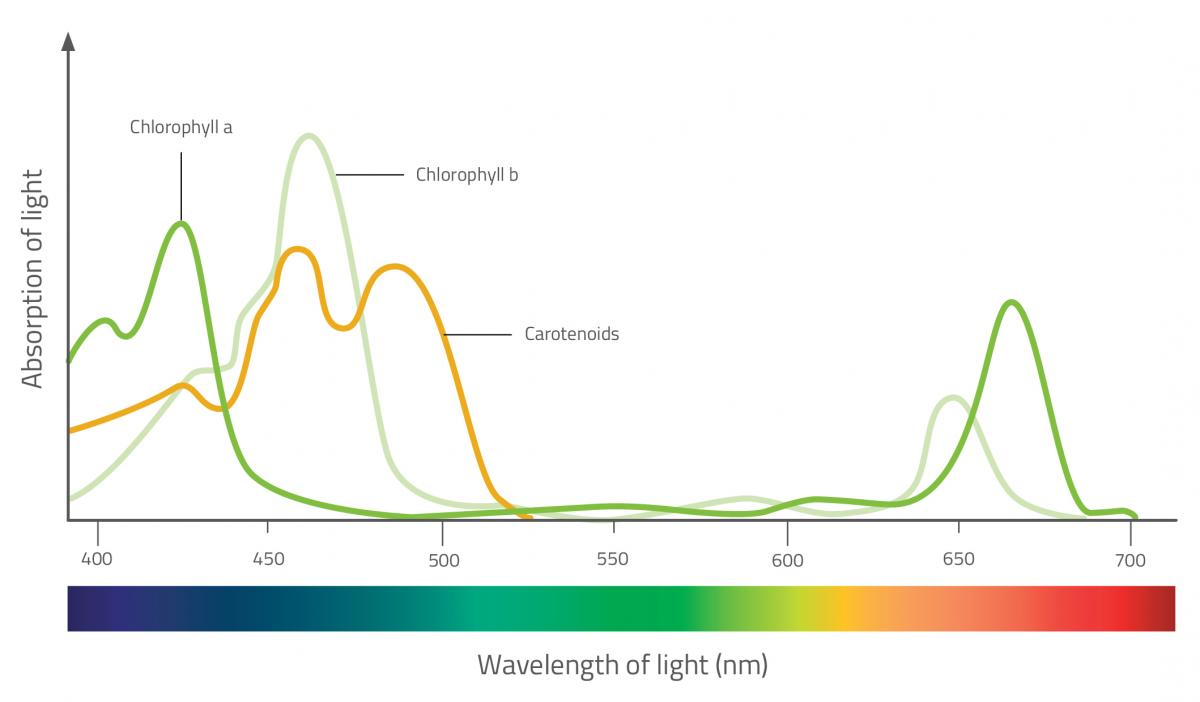 Chlorophyll a
Chlorophyll b
Carotenoids
Absorption of light
400 450 500 550 600 650 700
Wavelength of light (nm)